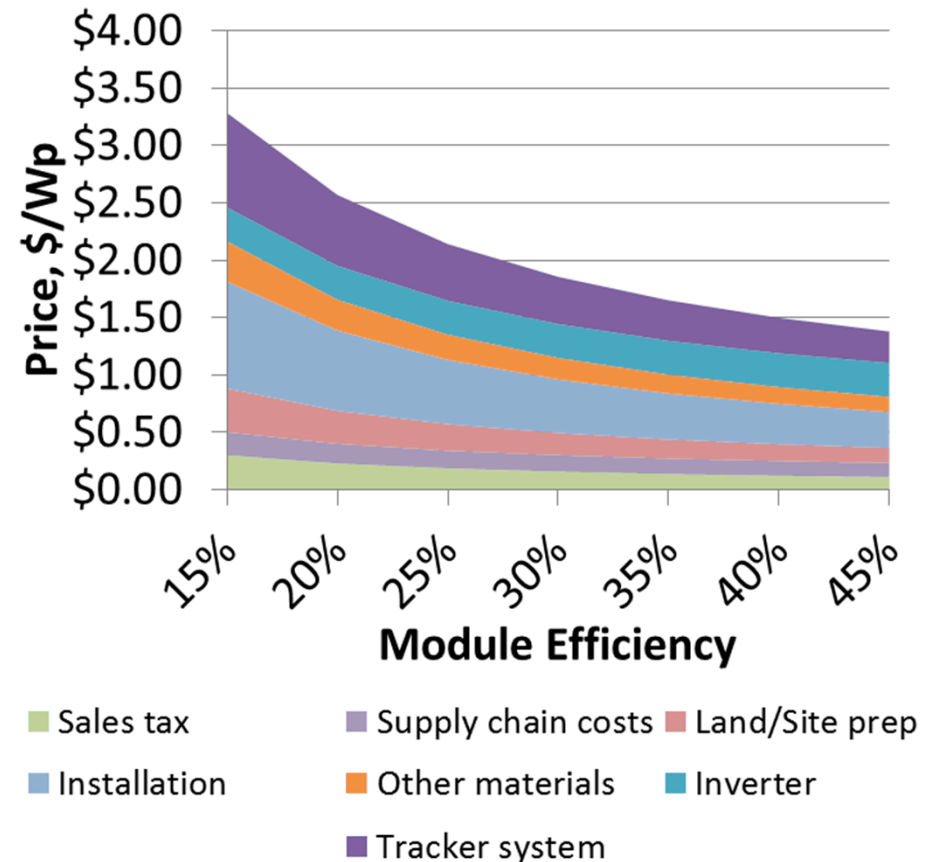 $4.00
$3.50
$3.00
$2.50
$2.00
$1.50
$1.00
$0.50
$0.00
Price, $/Wp
15%
20%
25%
30%
35%
40%
45%
Module Efficiency
Sales tax
Supply chain costs
Land/Site prep
Installation
Other materials
Inverter
Tracker system